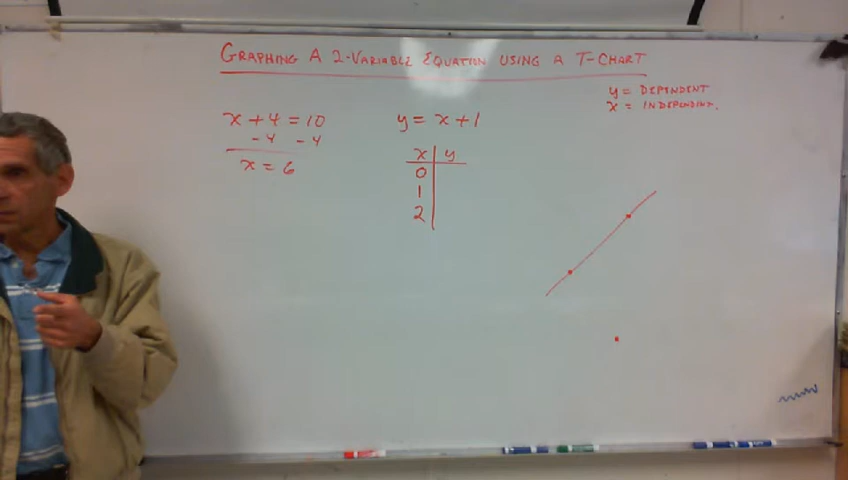 GRAPHING A 2-VARIABLE EQUATION USING A T-CHART
y = DEPENDENT
x = INDEPENDENT.
x + 4 = 10
- 4 - 4
x = 6
y = x + 1
x y
0
1
2